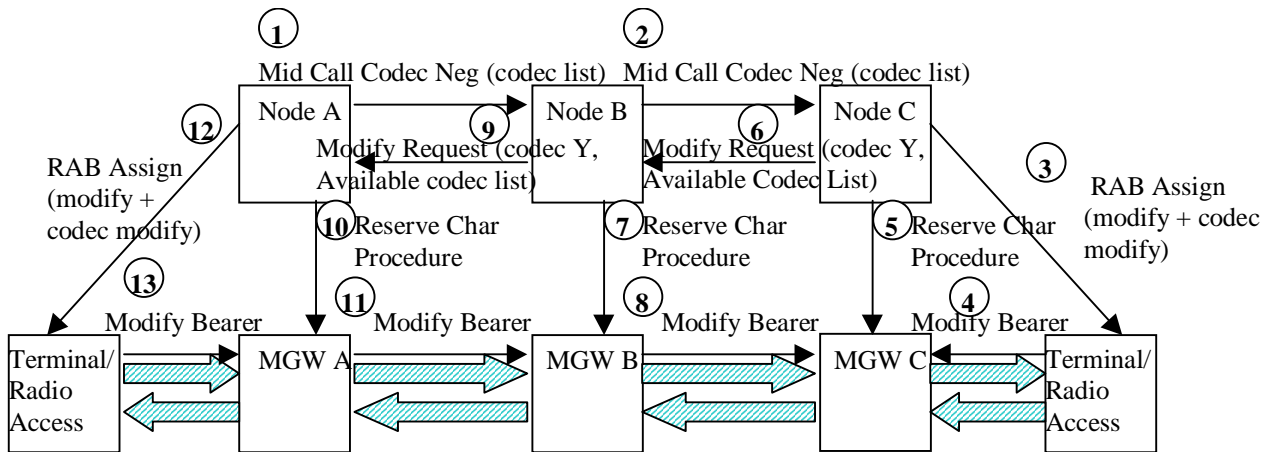 1
2
Mid Call Codec Neg (codec list)
Mid Call Codec Neg (codec list)
Node A
Node B
Node C
12
9
6
Modify Request (codec Y,
Available codec list)
Modify Request (codec Y,
Available Codec List)
3
RAB Assign
(modify +
codec modify)
RAB Assign
(modify + codec
modify)
10
Reserve Char
Procedure
7
Reserve Char
Procedure
5
Reserve Char
Procedure
13
11
8
4
Modify Bearer
Modify Bearer
Modify Bearer
Modify Bearer
Terminal/
Radio
Access
MGW A
MGW B
MGW C
Terminal/
Radio
Access